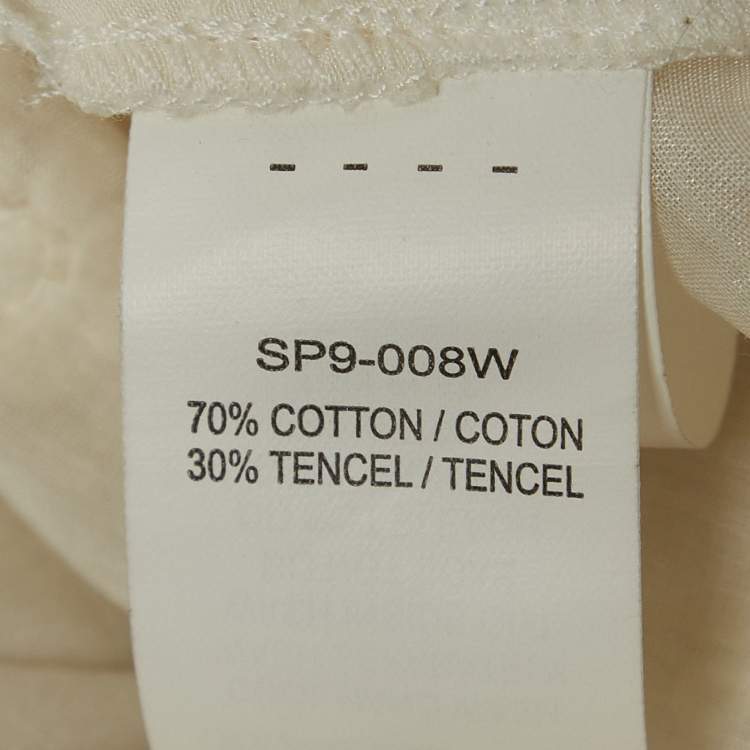 - - - -
SP9-008W
70% COTTON / COTON
30% TENCEL / TENCEL